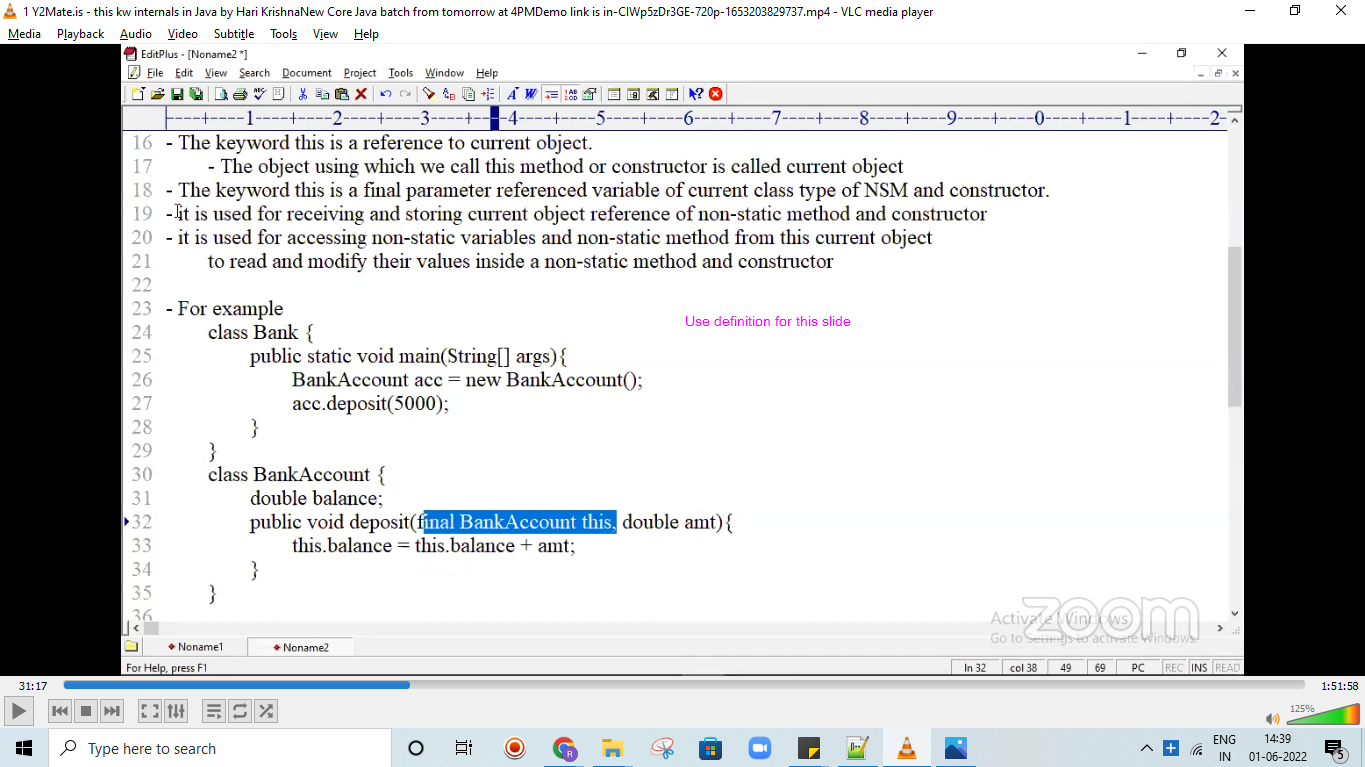 1 Y2Mate.is - this kw internals in Java by Hari KrishnaNew Core Java batch from tomorrow at 4PMDemo link is in-ClWp5zDr3GE-720p-1653203829737.mp4 - VLC media player
Media Playback Audio Video Subtitle Tools View Help
EditPlus - [Noname2 *]
File Edit View Search Document Project Tools Window Help
----+----1----+----2----+----3----+----4----+----5----+----6----+----7----+----8----+----9----+----0----+----1----+----2-
16 - The keyword this is a reference to current object.
17 - The object using which we call this method or constructor is called current object
18 - The keyword this is a final parameter referenced variable of current class type of NSM and constructor.
19 - it is used for receiving and storing current object reference of non-static method and constructor
20 - it is used for accessing non-static variables and non-static method from this current object
21 to read and modify their values inside a non-static method and constructor
22
23 - For example
Use definition for this slide
24 class Bank {
25 public static void main(String[] args){
26 BankAccount acc = new BankAccount();
27 acc.deposit(5000);
28 }
29 }
30 class BankAccount {
31 double balance;
32 public void deposit(final BankAccount this, double amt){
33 this.balance = this.balance + amt;
34 }
35 }
36
zoom
Activate Windows
Go to Settings to activate Windows.
Noname1 Noname2
For Help, press F1 ln 32 col 38 49 69 PC REC INS READ
31:17 1:51:58
125%
Type here to search
ENG
IN
14:39
01-06-2022
5